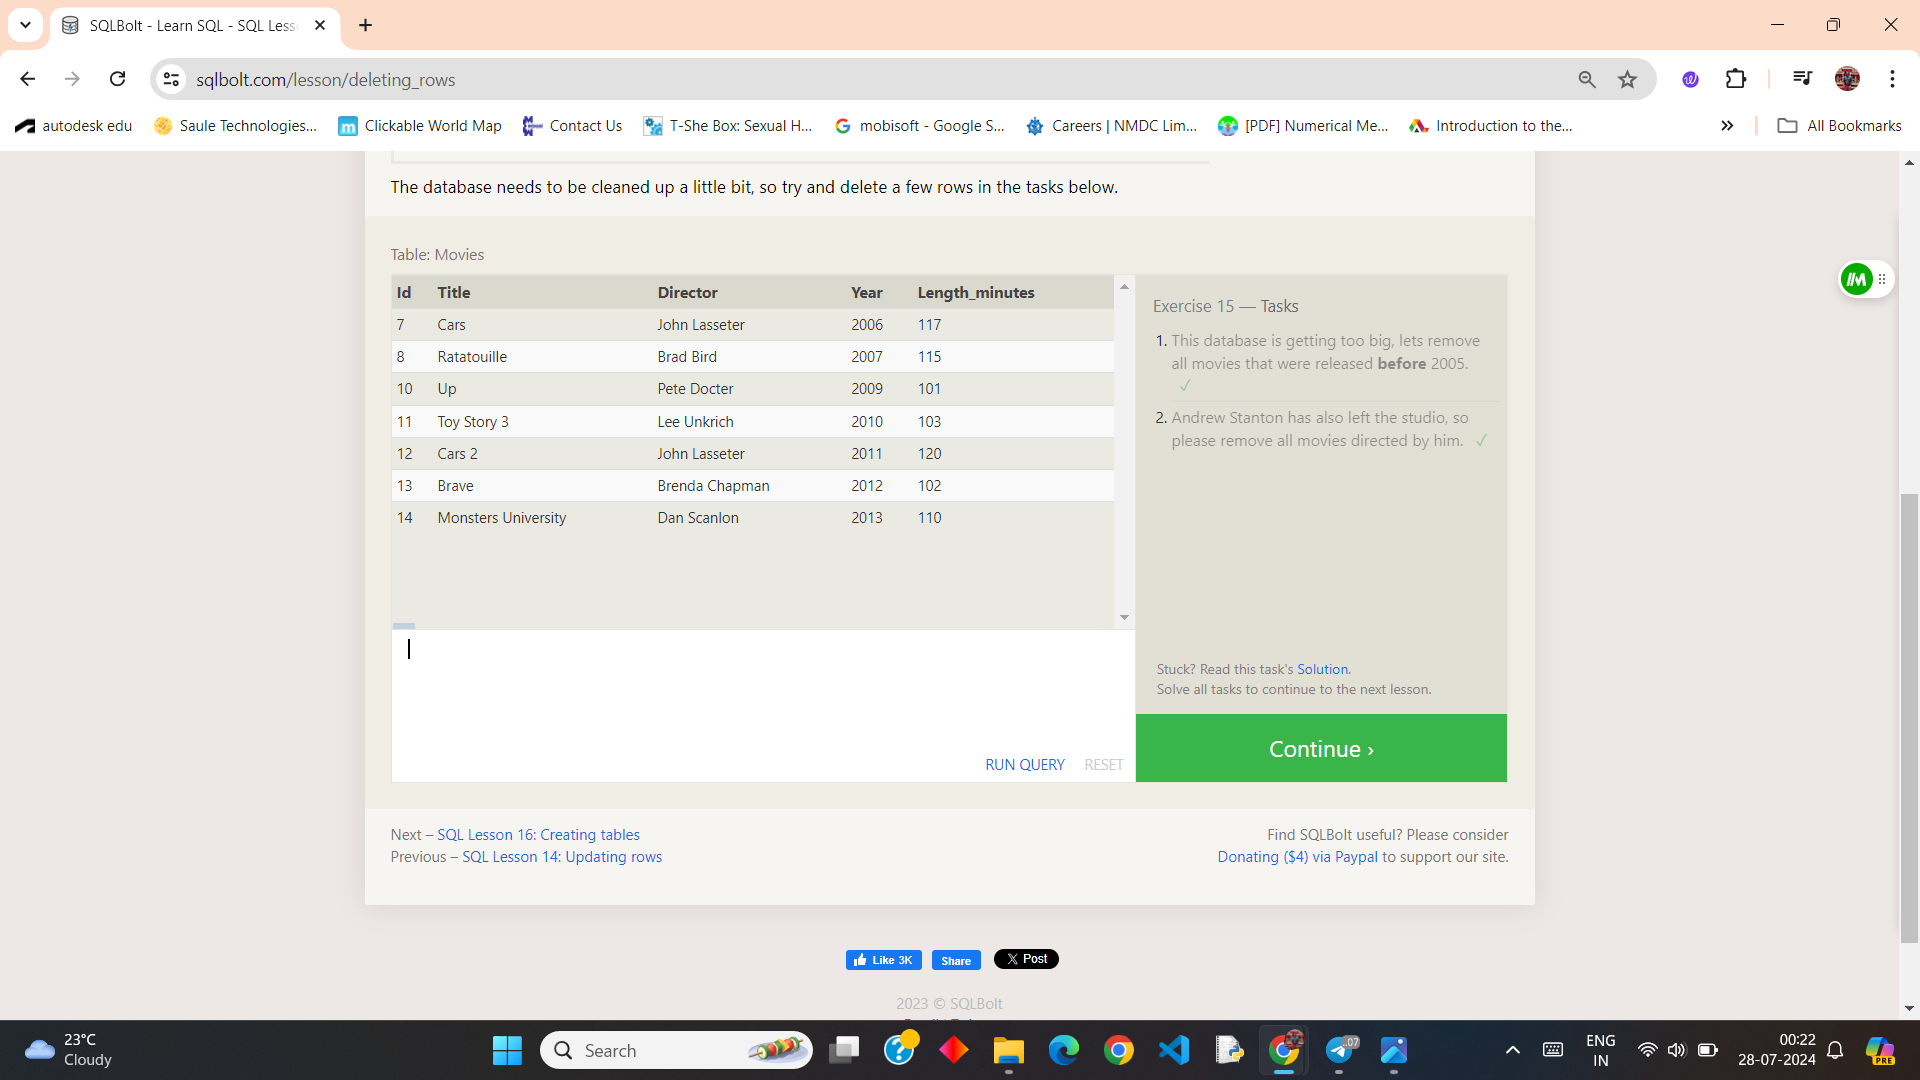 SQLBolt - Learn SQL - SQL Less
sqlbolt.com/lesson/deleting_rows
autodesk edu
Saule Technologies...
Clickable World Map
Contact Us
T-She Box: Sexual H...
mobisoft - Google S...
Careers | NMDC Lim...
[PDF] Numerical Me...
Introduction to the...
All Bookmarks
The database needs to be cleaned up a little bit, so try and delete a few rows in the tasks below.
Table: Movies
Id Title Director Year Length_minutes
7 Cars John Lasseter 2006 117
8 Ratatouille Brad Bird 2007 115
10 Up Pete Docter 2009 101
11 Toy Story 3 Lee Unkrich 2010 103
12 Cars 2 John Lasseter 2011 120
13 Brave Brenda Chapman 2012 102
14 Monsters University Dan Scanlon 2013 110
RUN QUERY RESET
Exercise 15 — Tasks
1. This database is getting too big, lets remove
all movies that were released before 2005.
✓
2. Andrew Stanton has also left the studio, so
please remove all movies directed by him. ✓
Stuck? Read this task's Solution.
Solve all tasks to continue to the next lesson.
Continue ›
Next – SQL Lesson 16: Creating tables
Previous – SQL Lesson 14: Updating rows
Find SQLBolt useful? Please consider
Donating ($4) via Paypal to support our site.
Like 3K
Share
X Post
2023 © SQLBolt
23°C
Cloudy
Search
PRE
ENG
IN
00:22
28-07-2024